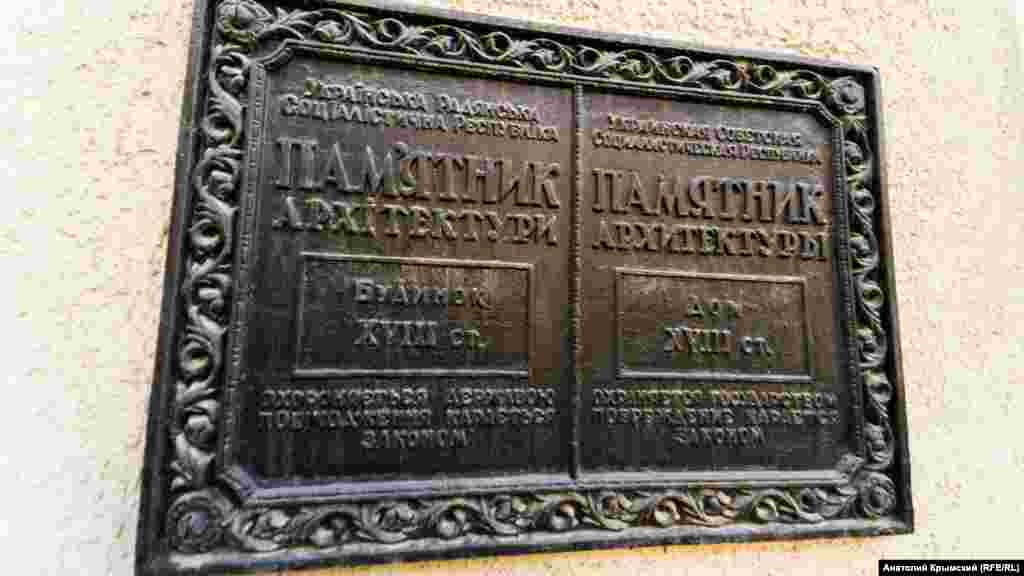 Українська Радянська
Соціалістична Республіка
ПАМ'ЯТНИК
АРХІТЕКТУРИ
Будинок
XVIII ст.
охороняється державою
пошкодження карається
законом
Украинская Советская
Социалистическая Республика
ПАМЯТНИК
АРХИТЕКТУРЫ
дом
XVIII ст.
охраняется государством
повреждение карается
законом
Анатолий Крымский (RFE/RL)